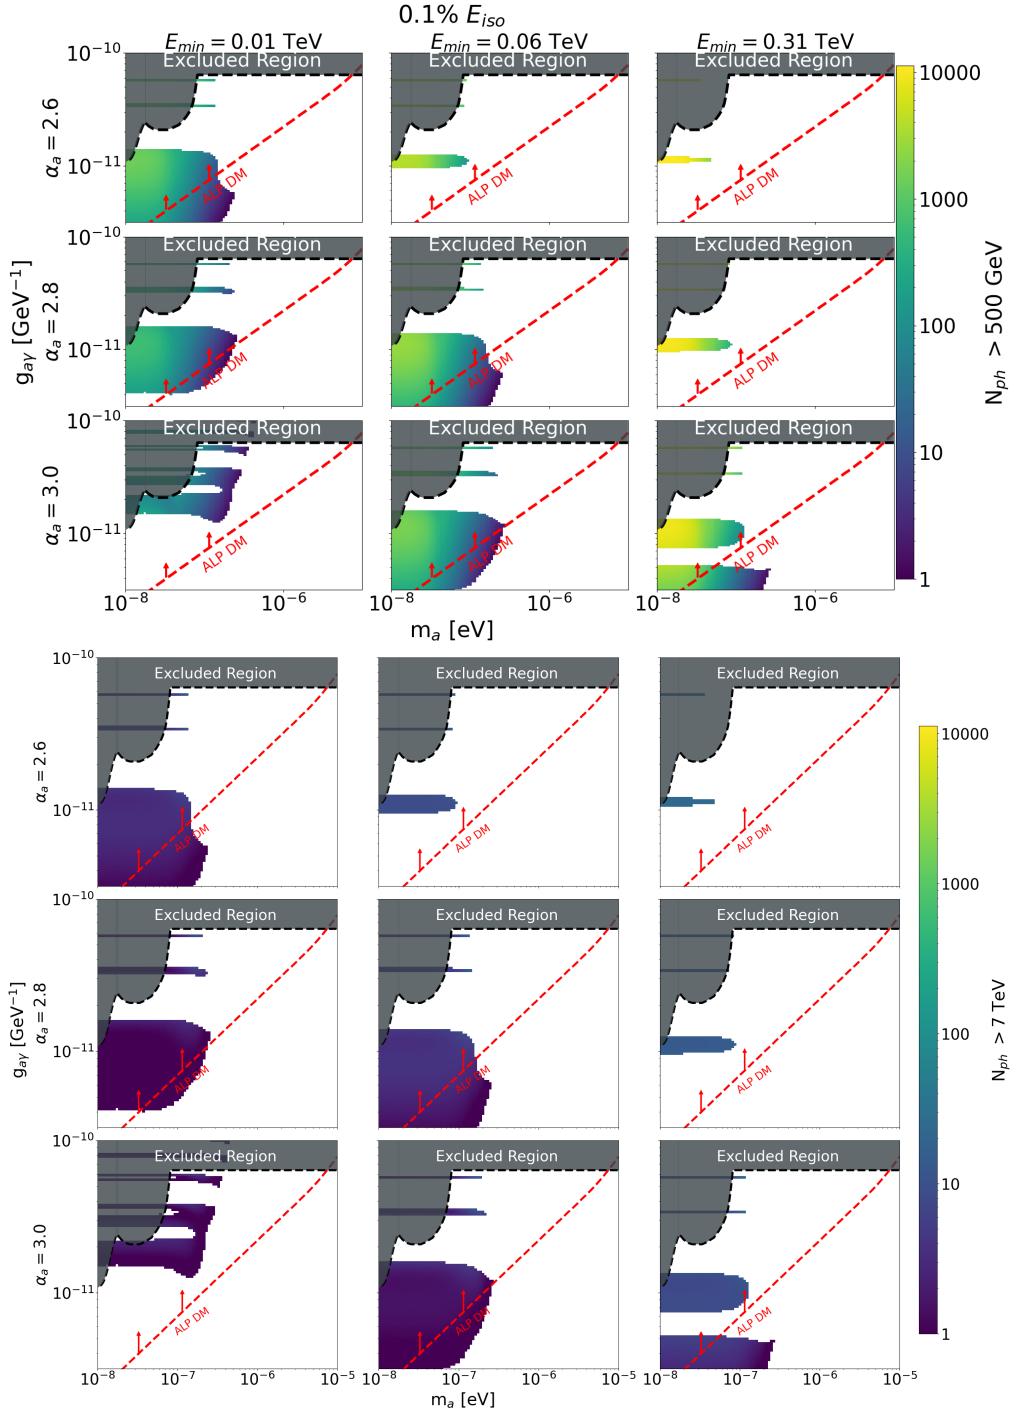 0.1% E_iso
E_min = 0.01 TeV
E_min = 0.06 TeV
E_min = 0.31 TeV
10⁻¹⁰
Excluded Region
Excluded Region
Excluded Region
α_a = 2.6
10⁻¹¹
ALP DM
ALP DM
ALP DM
10⁻¹⁰
Excluded Region
Excluded Region
Excluded Region
g_aγ [GeV⁻¹]
α_a = 2.8
10⁻¹¹
ALP DM
ALP DM
ALP DM
10⁻¹⁰
Excluded Region
Excluded Region
Excluded Region
α_a = 3.0
10⁻¹¹
ALP DM
ALP DM
ALP DM
10⁻⁸
10⁻⁶
10⁻⁸
10⁻⁶
10⁻⁸
10⁻⁶
m_a [eV]
10000
1000
100
10
1
N_ph > 500 GeV
10⁻¹⁰
Excluded Region
Excluded Region
Excluded Region
α_a = 2.6
10⁻¹¹
ALP DM
ALP DM
ALP DM
10⁻¹⁰
Excluded Region
Excluded Region
Excluded Region
g_aγ [GeV⁻¹]
α_a = 2.8
10⁻¹¹
ALP DM
ALP DM
ALP DM
10⁻¹⁰
Excluded Region
Excluded Region
Excluded Region
α_a = 3.0
10⁻¹¹
ALP DM
ALP DM
ALP DM
10⁻⁸
10⁻⁷
10⁻⁶
10⁻⁵
10⁻⁸
10⁻⁷
10⁻⁶
10⁻⁵
10⁻⁸
10⁻⁷
10⁻⁶
10⁻⁵
m_a [eV]
10000
1000
100
10
1
N_ph > 7 TeV